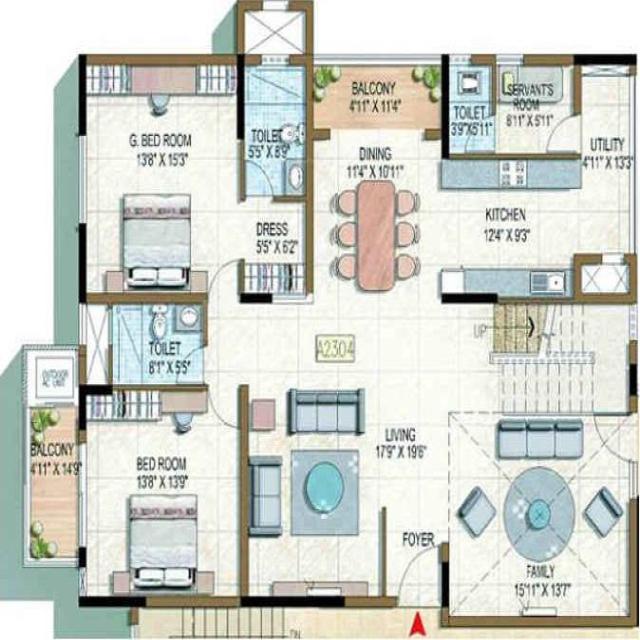 BALCONY
4'11" X 11'4"
TOILET
3'9"X5'11"
SERVANT'S
ROOM
8'11" X 5'11"
G. BED ROOM
13'8" X 15'3"
TOILET
5'5" X 8'9"
DINING
11'4" X 10'11"
UTILITY
4'11" X 13'3"
KITCHEN
12'4" X 9'3"
DRESS
5'5" X 6'2"
UP
TOILET
8'1" X 5'5"
A2304
OUTDOOR
AC UNIT
BALCONY
4'11" X 14'9"
BED ROOM
13'8" X 13'9"
LIVING
17'9" X 19'6"
FOYER
FAMILY
15'11" X 13'7"
DN